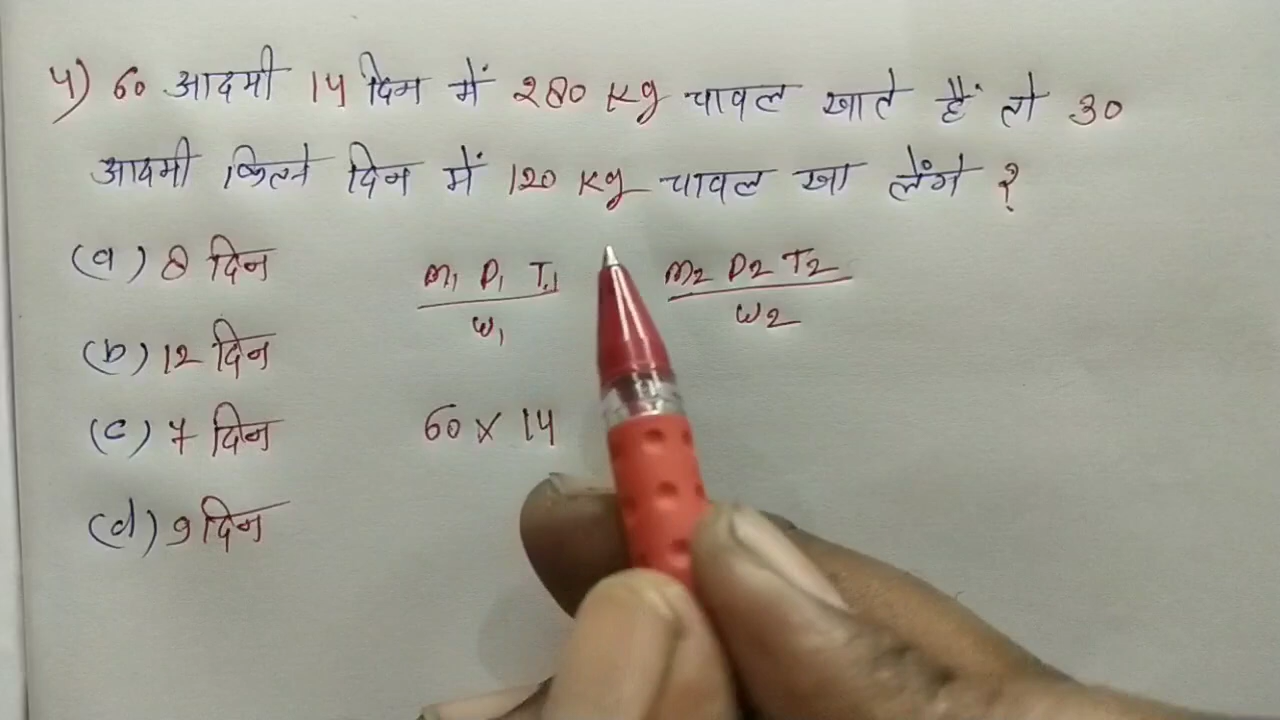 4) 60 आदमी 14 दिन में 280 kg चावल खाते हैं तो 30
आदमी कितने दिन में 120 kg चावल खा लेंगे ?
(a) 8 दिन
(b) 12 दिन
(c) 7 दिन
(d) 9 दिन
M1 D1 T1
W1
M2 D2 T2
W2
60 × 14